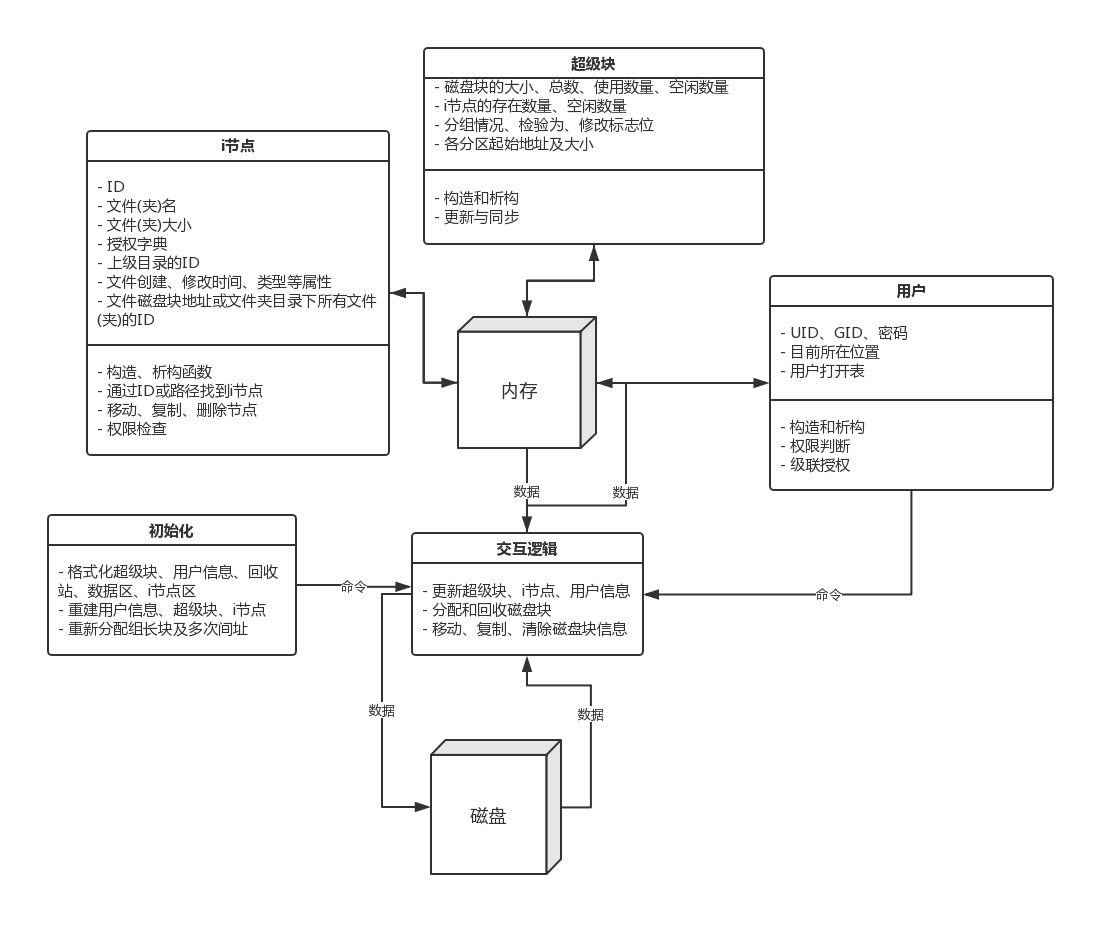 超级块
- 磁盘块的大小、总数、使用数量、空闲数量
- i节点的存在数量、空闲数量
- 分组情况、检验为、修改标志位
- 各分区起始地址及大小
- 构造和析构
- 更新与同步
i节点
- ID
- 文件(夹)名
- 文件(夹)大小
- 授权字典
- 上级目录的ID
- 文件创建、修改时间、类型等属性
- 文件磁盘块地址或文件夹目录下所有文件
(夹)的ID
- 构造、析构函数
- 通过ID或路径找到i节点
- 移动、复制、删除节点
- 权限检查
内存
用户
- UID、GID、密码
- 目前所在位置
- 用户打开表
- 构造和析构
- 权限判断
- 级联授权
数据
数据
初始化
- 格式化超级块、用户信息、回收
站、数据区、i节点区
- 重建用户信息、超级块、i节点
- 重新分配组长块及多次间址
命令
交互逻辑
- 更新超级块、i节点、用户信息
- 分配和回收磁盘块
- 移动、复制、清除磁盘块信息
命令
数据
数据
磁盘